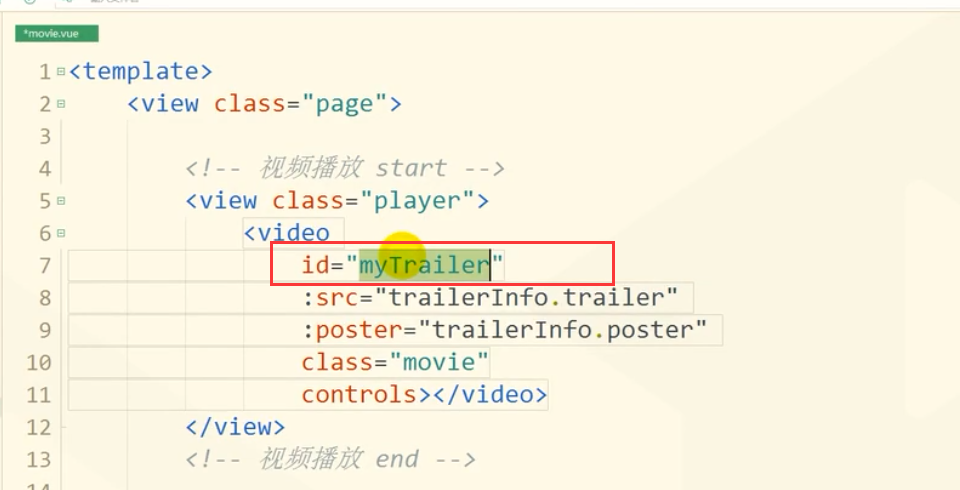 *movie.vue
1 <template>
2 <view class="page">
3
4 <!-- 视频播放 start -->
5 <view class="player">
6 <video
7 id="myTrailer"
8 :src="trailerInfo.trailer"
9 :poster="trailerInfo.poster"
10 class="movie"
11 controls></video>
12 </view>
13 <!-- 视频播放 end -->